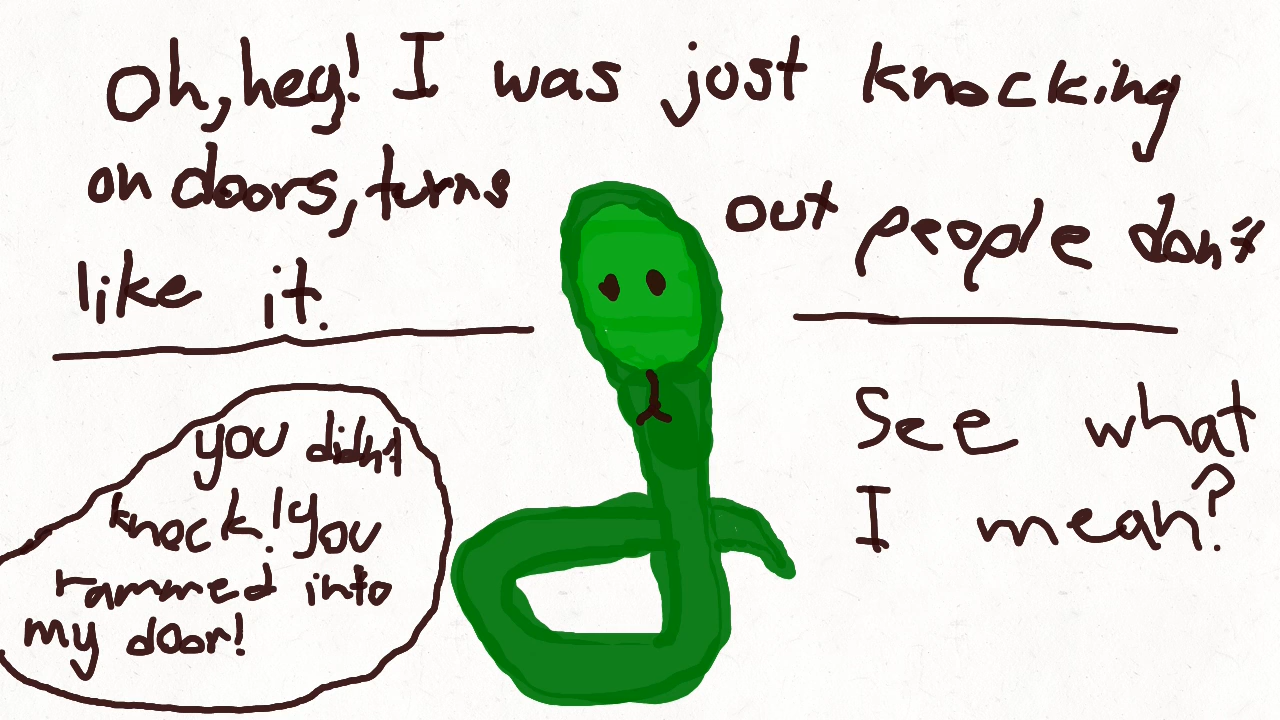 Oh, hey! I was just knocking
on doors, turns out people don't
like it.
you didn't
knock! You
rammed into
my door!
See what
I mean?